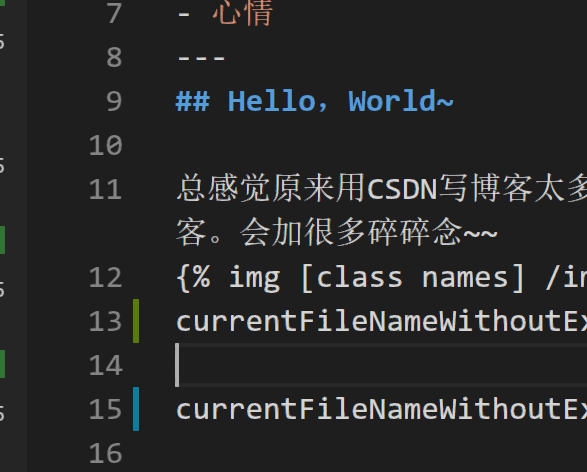 7 - 心情
8 ---
9 ## Hello，World~
10
11 总感觉原来用CSDN写博客太多
客。会加很多碎碎念~~
12 {% img [class names] /in
13 currentFileNameWithoutEx
14
15 currentFileNameWithoutEx
16